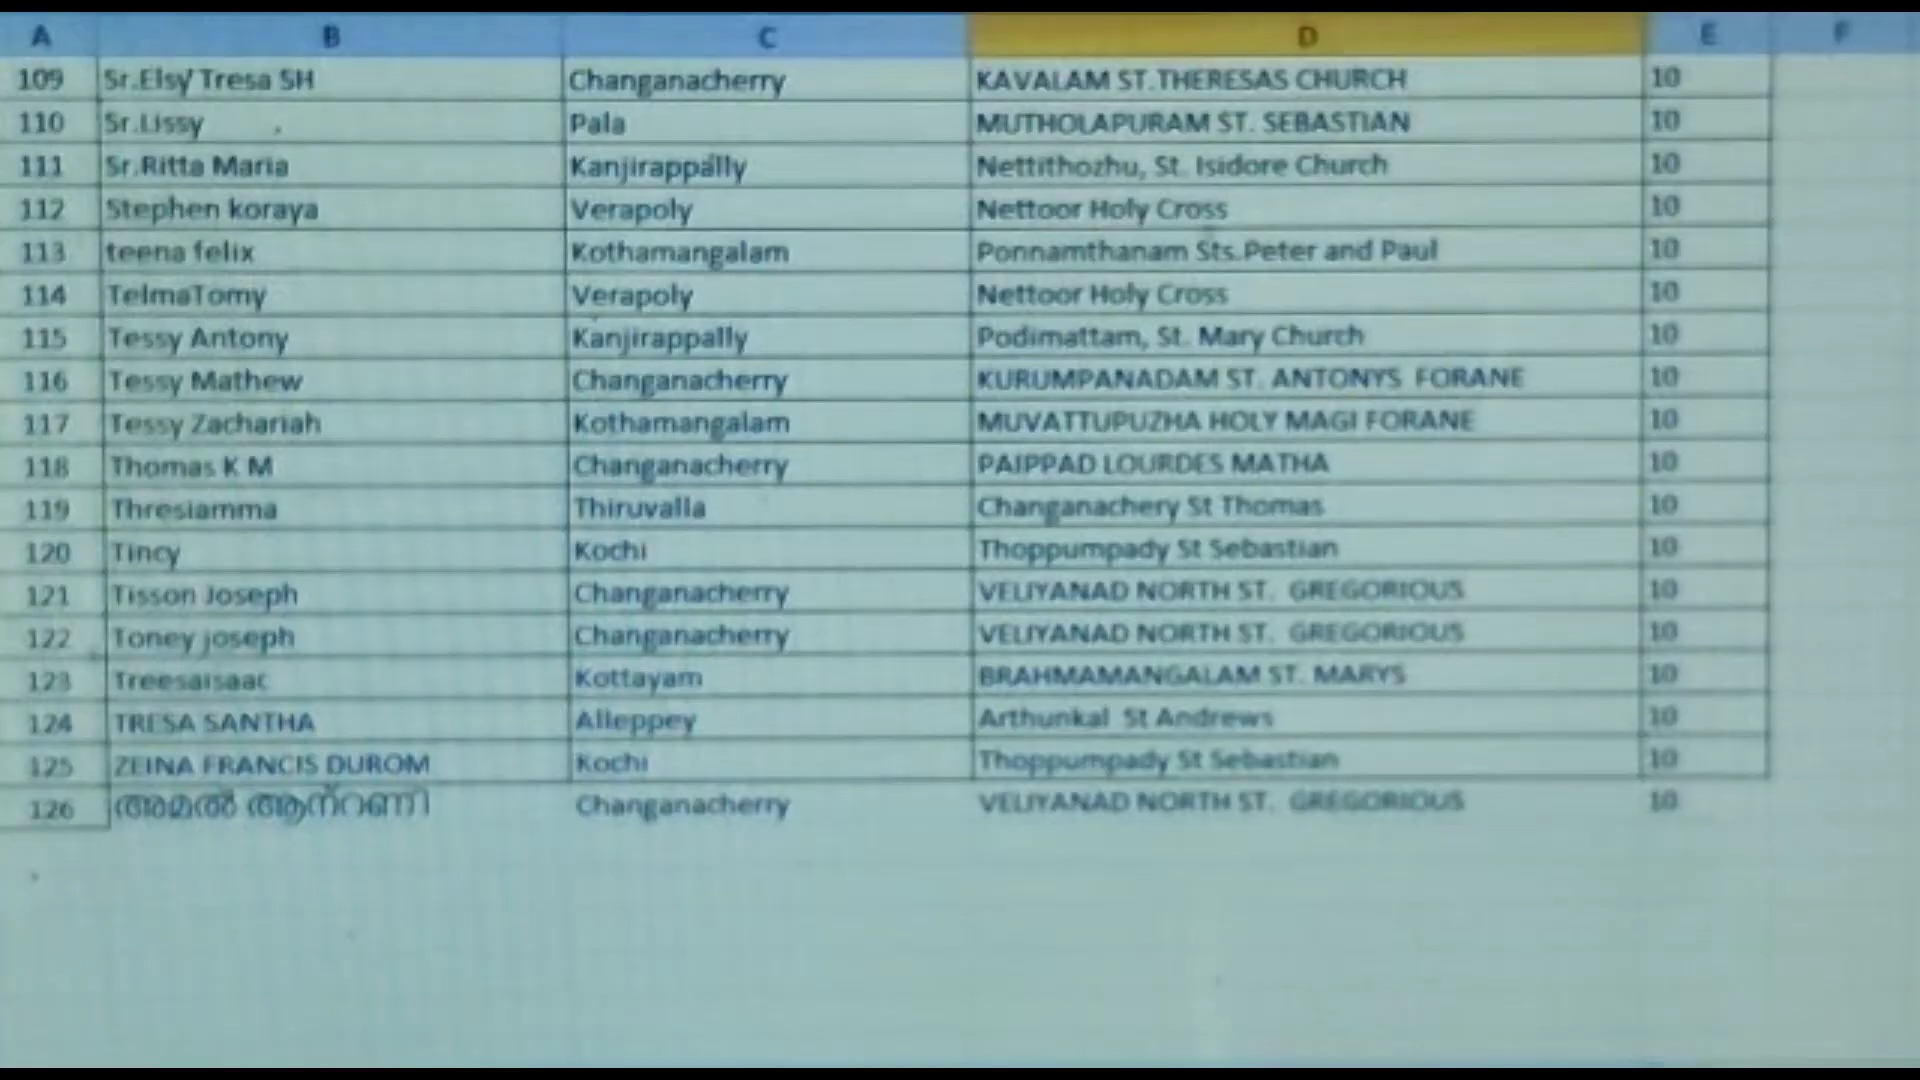 A B C D E F
109 Sr.Elsy Tresa SH Changanacherry KAVALAM ST.THERESAS CHURCH 10
110 Sr.Lissy Pala MUTHOLAPURAM ST. SEBASTIAN 10
111 Sr.Ritta Maria Kanjirappally Nettithozhu, St. Isidore Church 10
112 Stephen koraya Verapoly Nettoor Holy Cross 10
113 teena felix Kothamangalam Ponnamthanam Sts.Peter and Paul 10
114 TelmaTomy Verapoly Nettoor Holy Cross 10
115 Tessy Antony Kanjirappally Podimattam, St. Mary Church 10
116 Tessy Mathew Changanacherry KURUMPANADAM ST. ANTONYS FORANE 10
117 Tessy Zachariah Kothamangalam MUVATTUPUZHA HOLY MAGI FORANE 10
118 Thomas K M Changanacherry PAIPPAD LOURDES MATHA 10
119 Thresiamma Thiruvalla Changanachery St Thomas 10
120 Tincy Kochi Thoppumpady St Sebastian 10
121 Tisson Joseph Changanacherry VELIYANAD NORTH ST. GREGORIOUS 10
122 Toney joseph Changanacherry VELIYANAD NORTH ST. GREGORIOUS 10
123 Treesaisaac Kottayam BRAHMAMANGALAM ST. MARYS 10
124 TRESA SANTHA Alleppey Arthunkal St Andrews 10
125 ZEINA FRANCIS DUROM Kochi Thoppumpady St Sebastian 10
126 അമൽ ആന്റണി Changanacherry VELIYANAD NORTH ST. GREGORIOUS 10